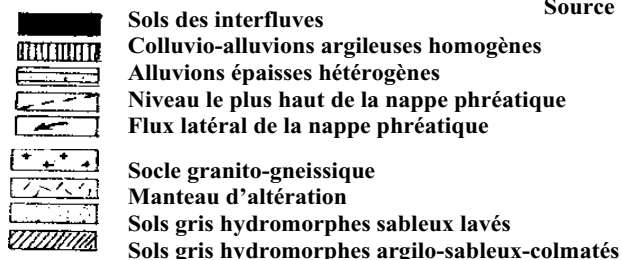 Source
Sols des interfluves
Colluvio-alluvions argileuses homogènes
Alluvions épaisses hétérogènes
Niveau le plus haut de la nappe phréatique
Flux latéral de la nappe phréatique
Socle granito-gneissique
Manteau d’altération
Sols gris hydromorphes sableux lavés
Sols gris hydromorphes argilo-sableux-colmatés